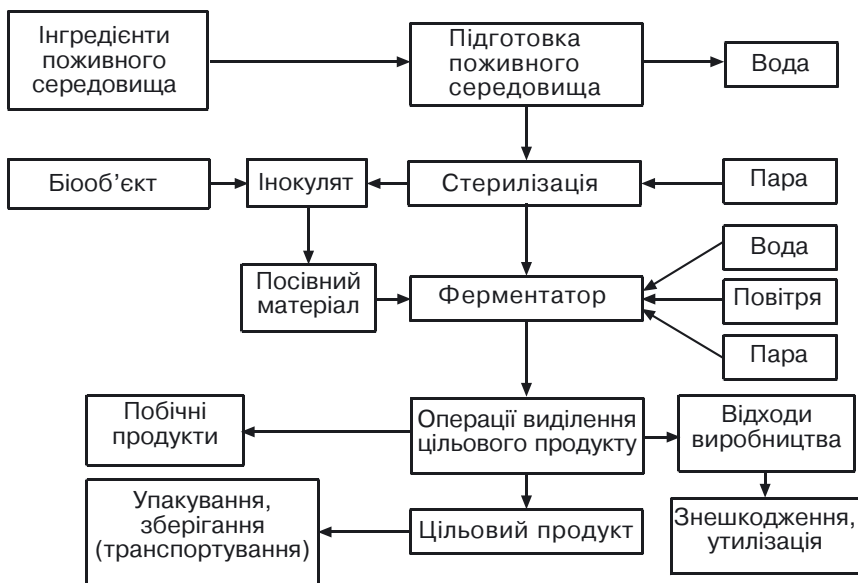 Інгредієнти
поживного
середовища
Підготовка
поживного
середовища
Вода
Біооб’єкт
Інокулят
Стерилізація
Пара
Посівний
матеріал
Ферментатор
Вода
Повітря
Пара
Побічні
продукти
Операції виділення
цільового продукту
Відходи
виробництва
Упакування,
зберігання
(транспортування)
Цільовий продукт
Знешкодження,
утилізація